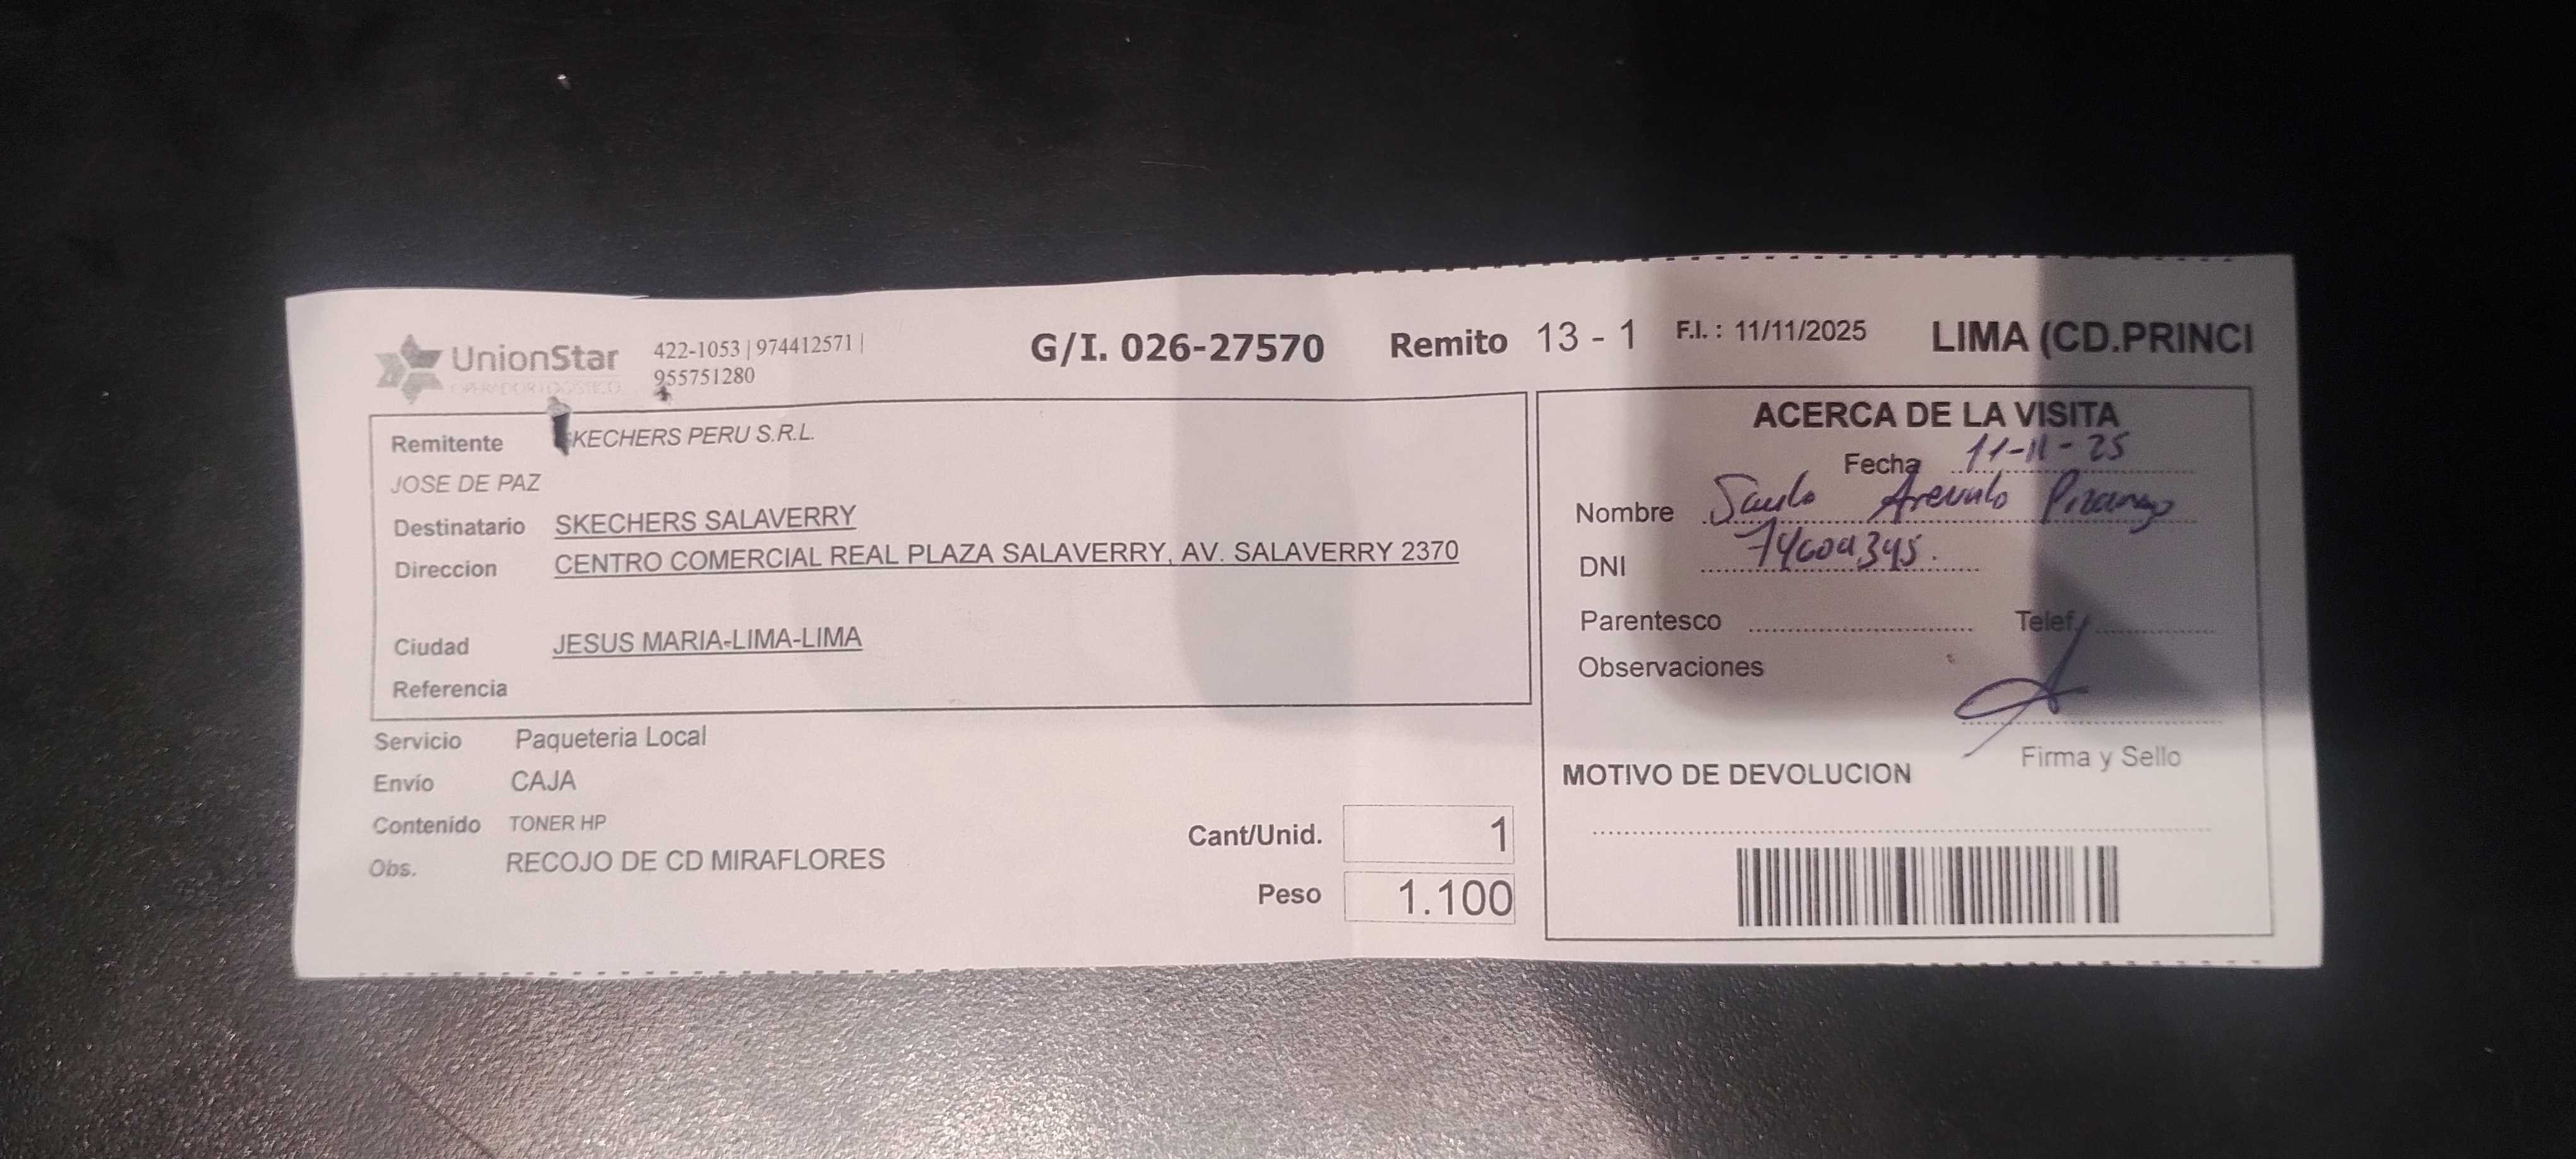 UnionStar
OPERADOR LOGÍSTICO
422-1053 | 974412571 |
955751280
G/I. 026-27570 Remito 13 - 1 F.I. : 11/11/2025 LIMA (CD.PRINCI
Remitente SKECHERS PERU S.R.L.
JOSE DE PAZ
Destinatario SKECHERS SALAVERRY
Direccion CENTRO COMERCIAL REAL PLAZA SALAVERRY, AV. SALAVERRY 2370
Ciudad JESUS MARIA-LIMA-LIMA
Referencia
Servicio Paqueteria Local
Envío CAJA
Contenido TONER HP
Obs. RECOJO DE CD MIRAFLORES
Cant/Unid. 1
Peso 1.100
ACERCA DE LA VISITA
Fecha 11-11-25
Nombre Saulo Arevalo
DNI
Parentesco Telef
Observaciones
Firma y Sello
MOTIVO DE DEVOLUCION